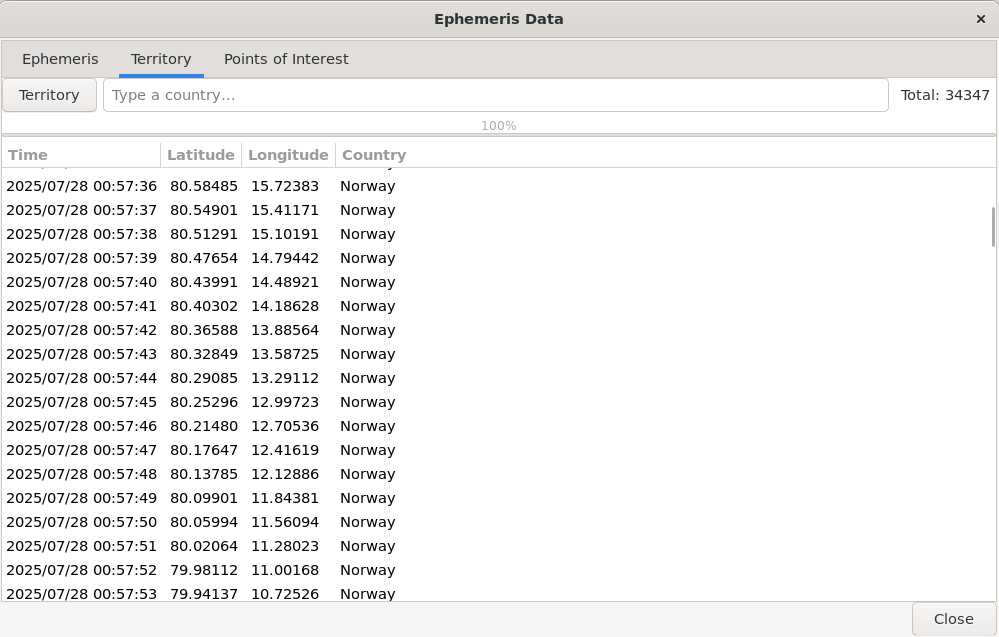 Ephemeris Data ×
Ephemeris Territory Points of Interest
Territory Type a country... Total: 34347
100%
Time Latitude Longitude Country
2025/07/28 00:57:36 80.58485 15.72383 Norway
2025/07/28 00:57:37 80.54901 15.41171 Norway
2025/07/28 00:57:38 80.51291 15.10191 Norway
2025/07/28 00:57:39 80.47654 14.79442 Norway
2025/07/28 00:57:40 80.43991 14.48921 Norway
2025/07/28 00:57:41 80.40302 14.18628 Norway
2025/07/28 00:57:42 80.36588 13.88564 Norway
2025/07/28 00:57:43 80.32849 13.58725 Norway
2025/07/28 00:57:44 80.29085 13.29112 Norway
2025/07/28 00:57:45 80.25296 12.99723 Norway
2025/07/28 00:57:46 80.21480 12.70536 Norway
2025/07/28 00:57:47 80.17647 12.41619 Norway
2025/07/28 00:57:48 80.13785 12.12886 Norway
2025/07/28 00:57:49 80.09901 11.84381 Norway
2025/07/28 00:57:50 80.05994 11.56094 Norway
2025/07/28 00:57:51 80.02064 11.28023 Norway
2025/07/28 00:57:52 79.98112 11.00168 Norway
2025/07/28 00:57:53 79.94137 10.72526 Norway
Close